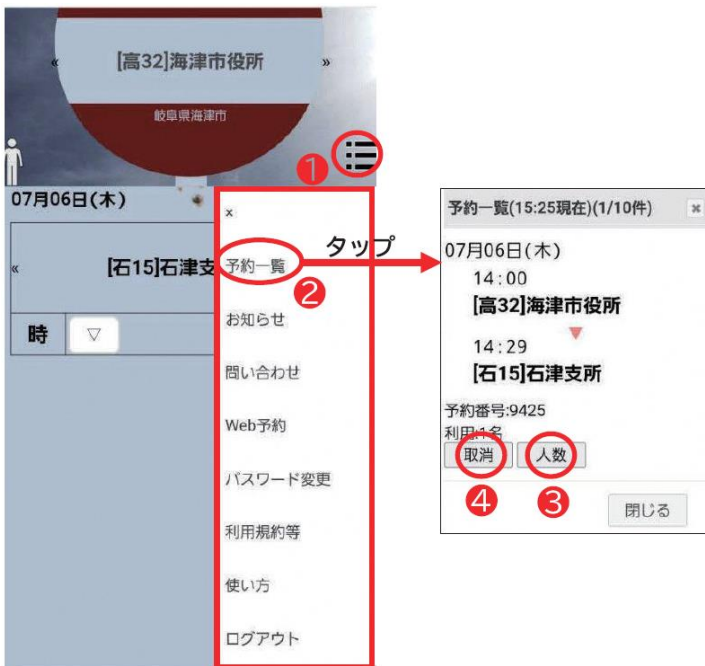 « [高32]海津市役所 »
岐阜県海津市
❶
07月06日(木)
« [石15]石津支
時 ▽
x
予約一覧
❷
お知らせ
問い合わせ
Web予約
パスワード変更
利用規約等
使い方
ログアウト
タップ
予約一覧(15:25現在)(1/10件) ×
07月06日(木)
14:00
[高32]海津市役所
▼
14:29
[石15]石津支所
予約番号:9425
利用:1名
取消 人数
❹ ❸
閉じる